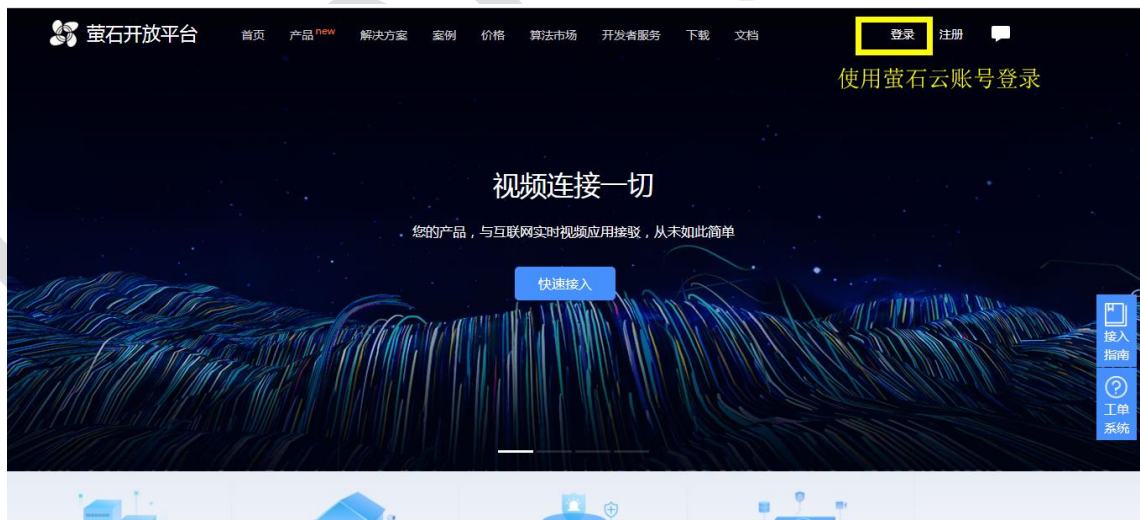 萤石开放平台
首页 产品 new 解决方案 案例 价格 算法市场 开发者服务 下载 文档 登录 注册
使用萤石云账号登录
视频连接一切
您的产品，与互联网实时视频应用接驳，从未如此简单
快速接入
接入
指南
工单
系统